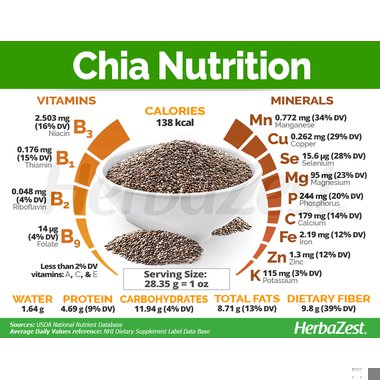 Chia Nutrition
VITAMINS
2.503 mg
(16% DV)
Niacin
B3
0.176 mg
(15% DV)
Thiamin
B1
0.048 mg
(4% DV)
Riboflavin
B2
14 µg
(4% DV)
Folate
B9
Less than 2% DV
vitamins: A, C, & E
CALORIES
138 kcal
HerbaZest
Serving Size:
28.35 g = 1 oz
MINERALS
Mn 0.772 mg (34% DV)
Manganese
Cu 0.262 mg (29% DV)
Copper
Se 15.6 µg (28% DV)
Selenium
Mg 95 mg (23% DV)
Magnesium
P 244 mg (20% DV)
Phosphorus
C 179 mg (14% DV)
Calcium
Fe 2.19 mg (12% DV)
Iron
Zn 1.3 mg (12% DV)
Zinc
K 115 mg (3% DV)
Potassium
WATER
1.64 g
PROTEIN
4.69 g (9% DV)
CARBOHYDRATES
11.94 g (4% DV)
TOTAL FATS
8.71 g (13% DV)
DIETARY FIBER
9.8 g (39% DV)
Sources: USDA National Nutrient Database
Average Daily Values reference: NHI Dietary Supplement Label Data Base
HerbaZest.